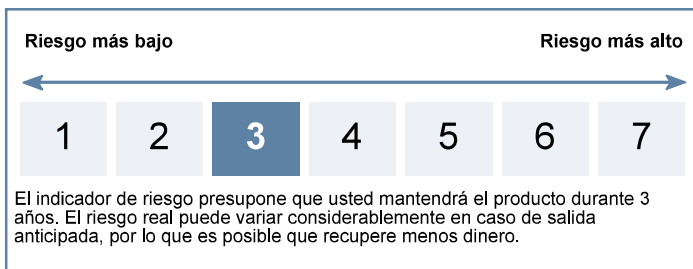 Riesgo más bajo Riesgo más alto
1 2 3 4 5 6 7
El indicador de riesgo presupone que usted mantendrá el producto durante 3
años. El riesgo real puede variar considerablemente en caso de salida
anticipada, por lo que es posible que recupere menos dinero.